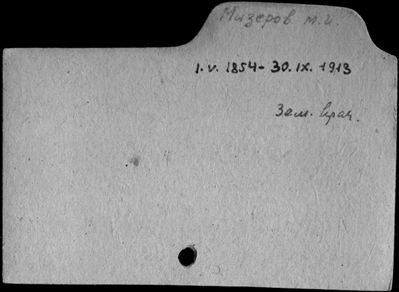 Мизеров М.И.
1.V.1854-30.IX.1913
Зем. врач.